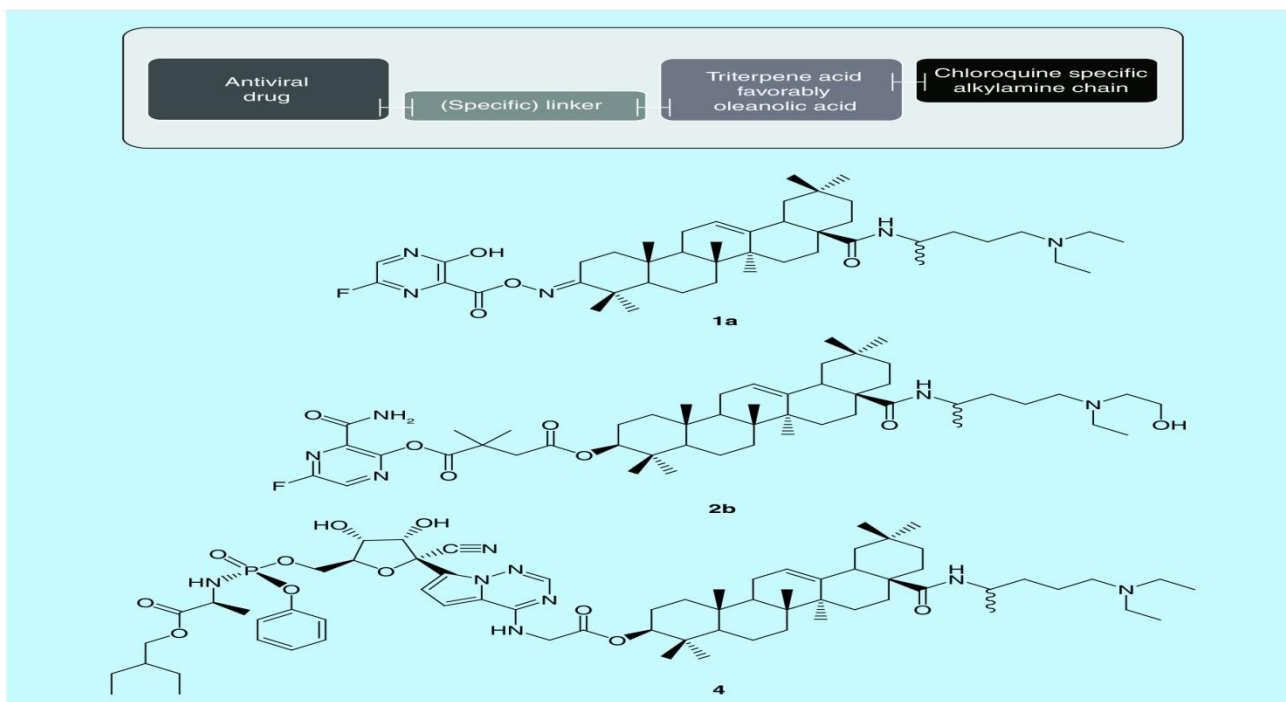 Antiviral
drug
(Specific) linker
Triterpene acid
favorably
oleanolic acid
Chloroquine specific
alkylamine chain
N
OH
F
N
O
O
N
H
N
O
N
1a
O
NH₂
N
O
F
N
O
O
O
H
N
O
N
OH
2b
HO
OH
O
O
P
HN
O
O
C≡N
N
N
N
O
O
HN
O
O
H
N
O
N
4